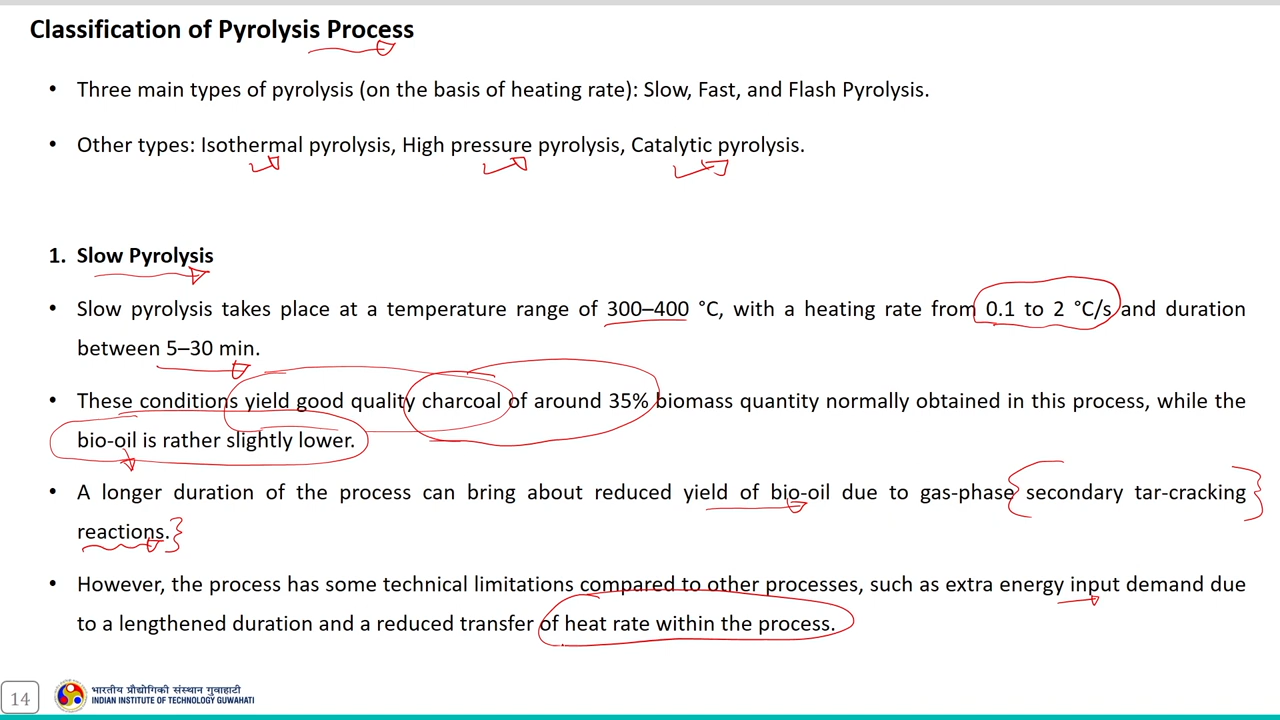 Classification of Pyrolysis Process
• Three main types of pyrolysis (on the basis of heating rate): Slow, Fast, and Flash Pyrolysis.
• Other types: Isothermal pyrolysis, High pressure pyrolysis, Catalytic pyrolysis.
1. Slow Pyrolysis
• Slow pyrolysis takes place at a temperature range of 300–400 °C, with a heating rate from 0.1 to 2 °C/s and duration
between 5–30 min.
• These conditions yield good quality charcoal of around 35% biomass quantity normally obtained in this process, while the
bio-oil is rather slightly lower.
• A longer duration of the process can bring about reduced yield of bio-oil due to gas-phase secondary tar-cracking
reactions.
• However, the process has some technical limitations compared to other processes, such as extra energy input demand due
to a lengthened duration and a reduced transfer of heat rate within the process.
14
भारतीय प्रौद्योगिकी संस्थान गुवाहाटी
INDIAN INSTITUTE OF TECHNOLOGY GUWAHATI